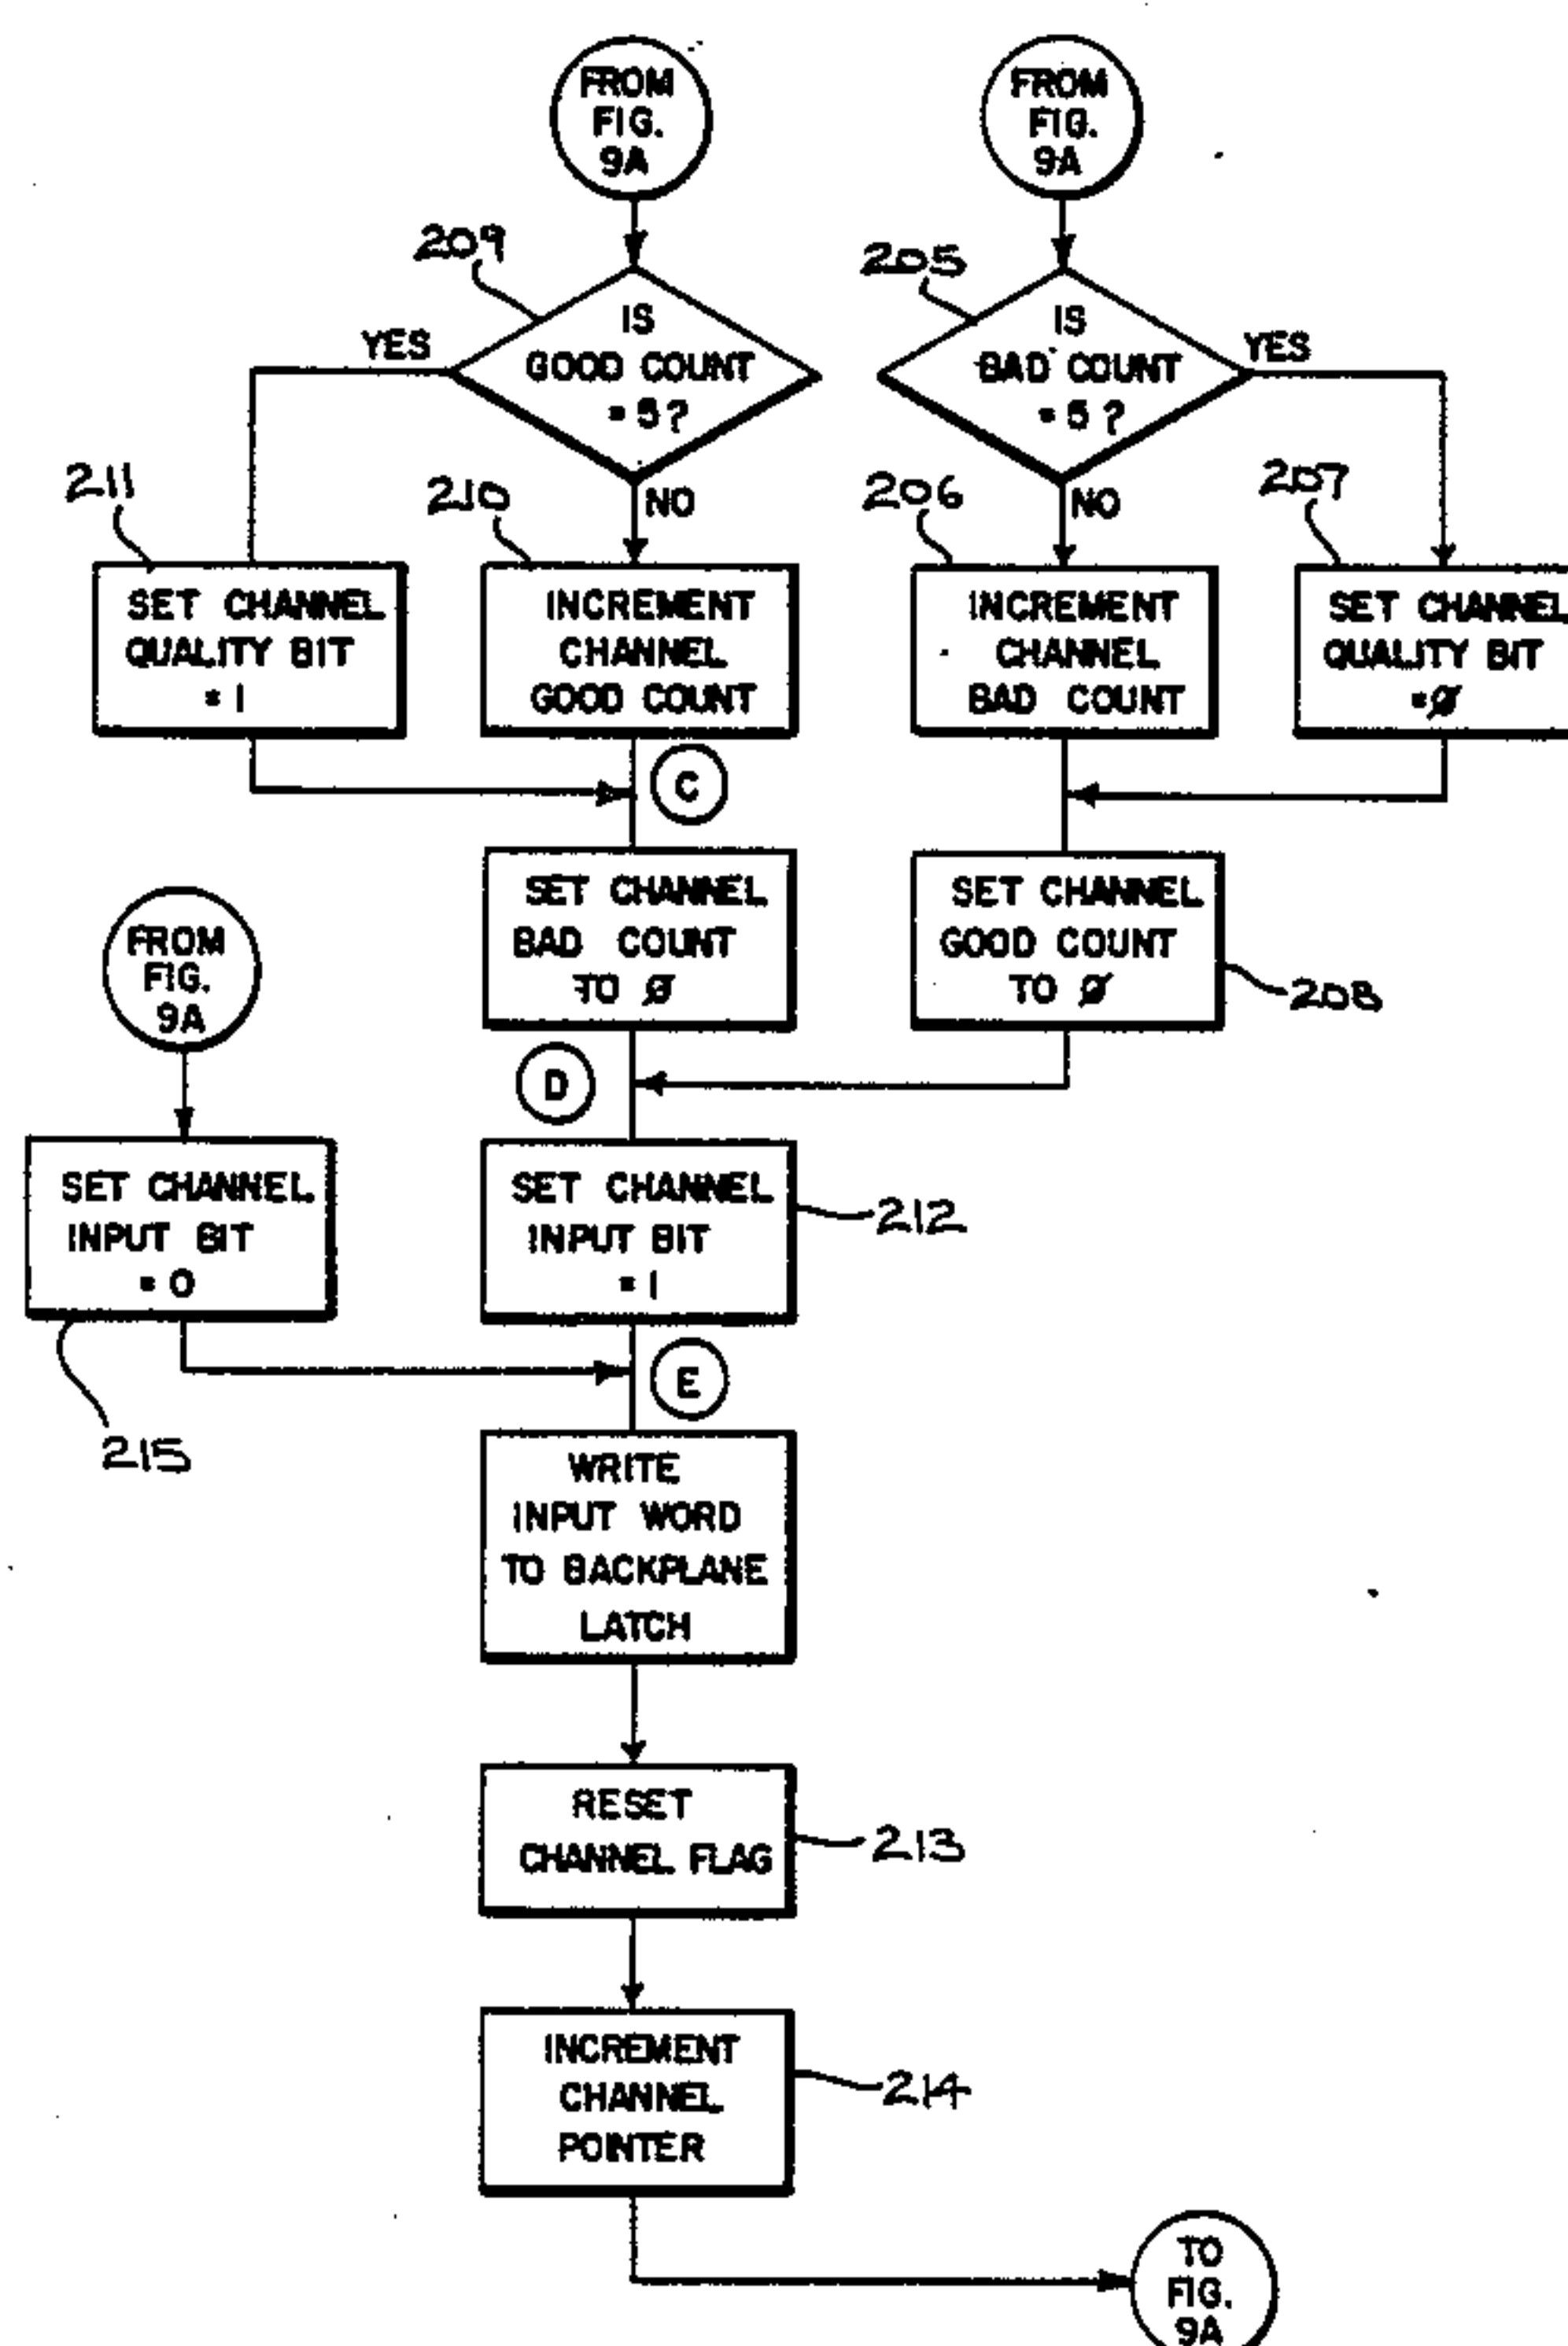 FROM
FIG.
9A
FROM
FIG.
9A
209
205
IS
GOOD COUNT
= 5?
YES
NO
IS
BAD COUNT
= 5?
YES
NO
211
210
206
207
SET CHANNEL
QUALITY BIT
= 1
INCREMENT
CHANNEL
GOOD COUNT
INCREMENT
CHANNEL
BAD COUNT
SET CHANNEL
QUALITY BIT
=Ø
C
SET CHANNEL
BAD COUNT
TO Ø
SET CHANNEL
GOOD COUNT
TO Ø
208
FROM
FIG.
9A
D
SET CHANNEL
INPUT BIT
= 0
215
SET CHANNEL
INPUT BIT
= 1
212
E
WRITE
INPUT WORD
TO BACKPLANE
LATCH
RESET
CHANNEL FLAG
213
INCREMENT
CHANNEL
POINTER
214
TO
FIG.
9A